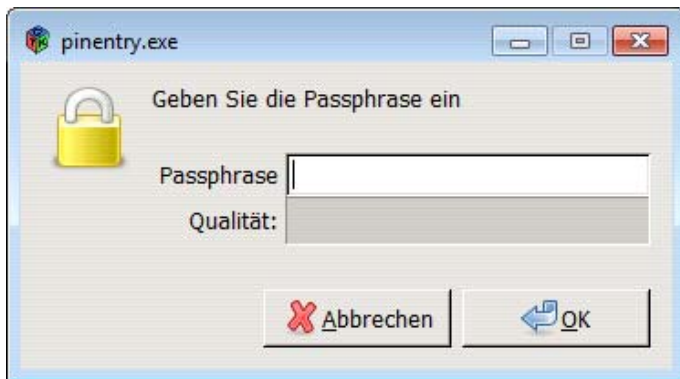 pinentry.exe
Geben Sie die Passphrase ein
Passphrase
Qualität:
Abbrechen OK